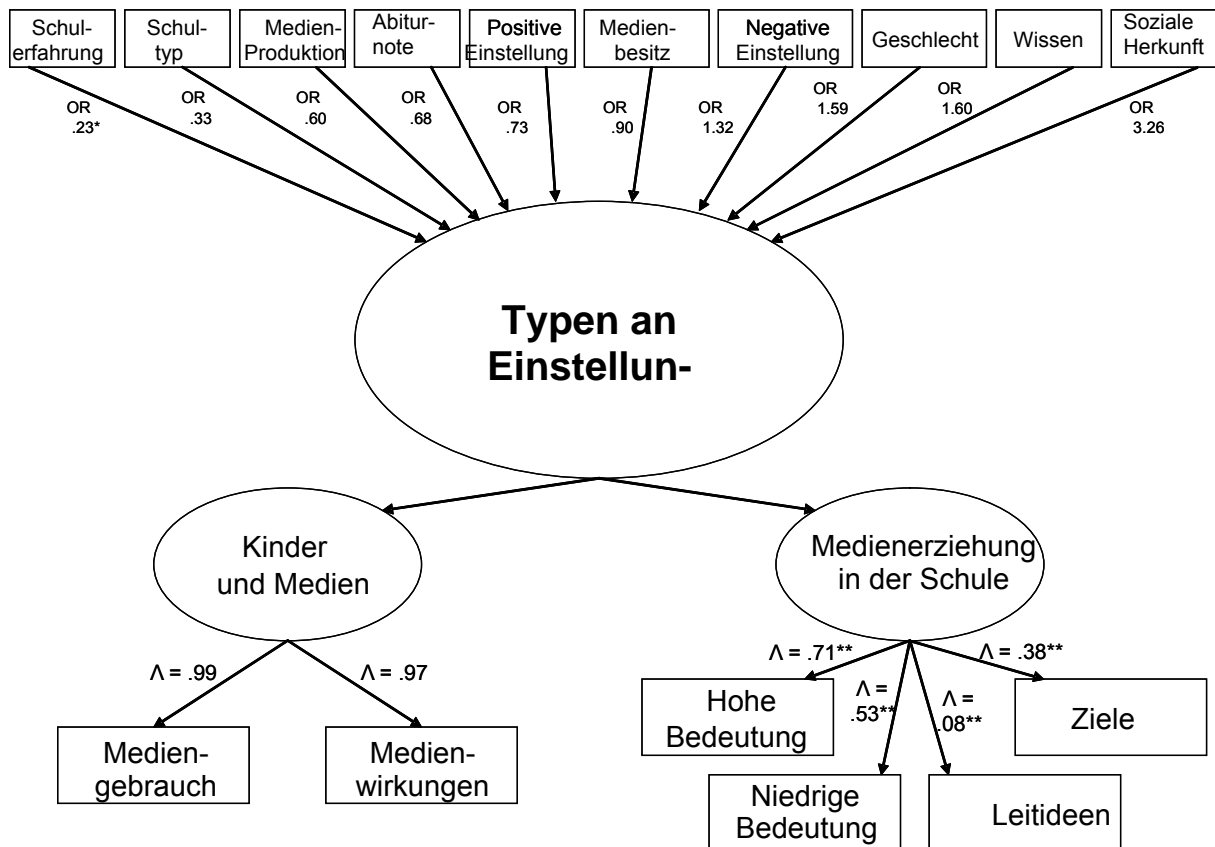 Schul-
erfahrung
Schul-
typ
Medien-
Produktion
Abitur-
note
Positive
Einstellung
Medien-
besitz
Negative
Einstellung
Geschlecht
Wissen
Soziale
Herkunft
OR
.23*
OR
.33
OR
.60
OR
.68
OR
.73
OR
.90
OR
1.32
OR
1.59
OR
1.60
OR
3.26
Typen an
Einstellun-
Kinder
und Medien
Medienerziehung
in der Schule
Λ = .99
Λ = .97
Λ = .71**
Λ =
.53**
Λ =
.08**
Λ = .38**
Medien-
gebrauch
Medien-
wirkungen
Hohe
Bedeutung
Niedrige
Bedeutung
Leitideen
Ziele